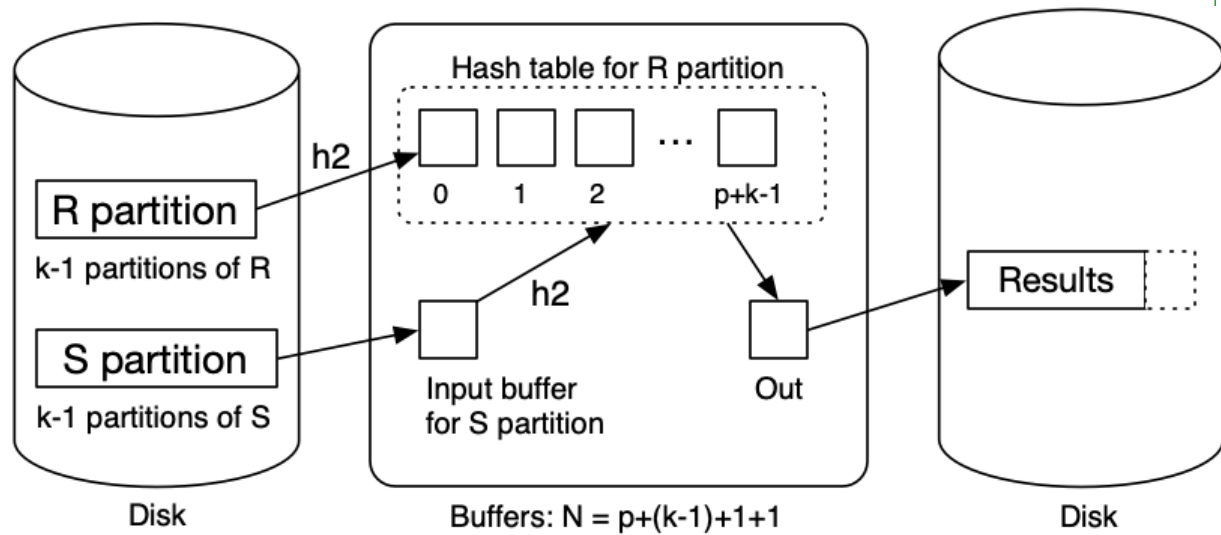 Hash table for R partition
h2
...
0
1
2
p+k-1
R partition
k-1 partitions of R
h2
Results
S partition
k-1 partitions of S
Input buffer
for S partition
Out
Disk
Buffers: N = p+(k-1)+1+1
Disk